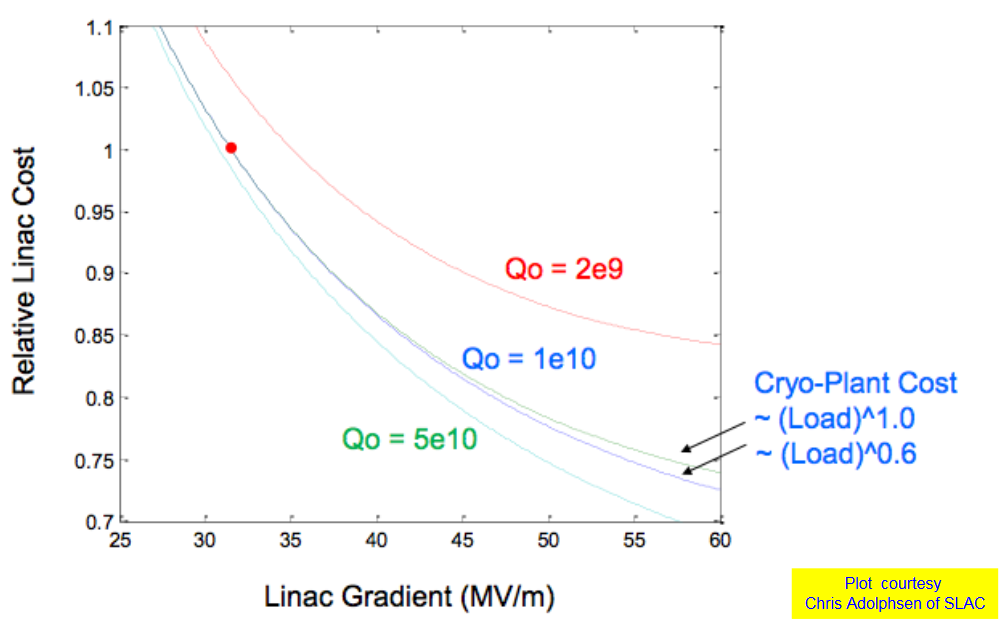 1.1
1.05
1
0.95
0.9
0.85
0.8
0.75
0.7
Relative Linac Cost
25 30 35 40 45 50 55 60
Linac Gradient (MV/m)
Qo = 2e9
Qo = 1e10
Qo = 5e10
Cryo-Plant Cost
~ (Load)^1.0
~ (Load)^0.6
Plot courtesy
Chris Adolphsen of SLAC